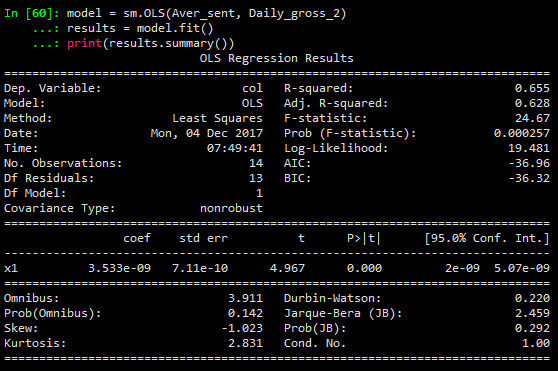 In [60]: model = sm.OLS(Aver_sent, Daily_gross_2)
...: results = model.fit()
...: print(results.summary())
OLS Regression Results
==============================================================================
Dep. Variable: col R-squared: 0.655
Model: OLS Adj. R-squared: 0.628
Method: Least Squares F-statistic: 24.67
Date: Mon, 04 Dec 2017 Prob (F-statistic): 0.000257
Time: 07:49:41 Log-Likelihood: 19.481
No. Observations: 14 AIC: -36.96
Df Residuals: 13 BIC: -36.32
Df Model: 1
Covariance Type: nonrobust
==============================================================================
coef std err t P>|t| [95.0% Conf. Int.]
------------------------------------------------------------------------------
x1 3.533e-09 7.11e-10 4.967 0.000 2e-09 5.07e-09
==============================================================================
Omnibus: 3.911 Durbin-Watson: 0.220
Prob(Omnibus): 0.142 Jarque-Bera (JB): 2.459
Skew: -1.023 Prob(JB): 0.292
Kurtosis: 2.831 Cond. No. 1.00
==============================================================================